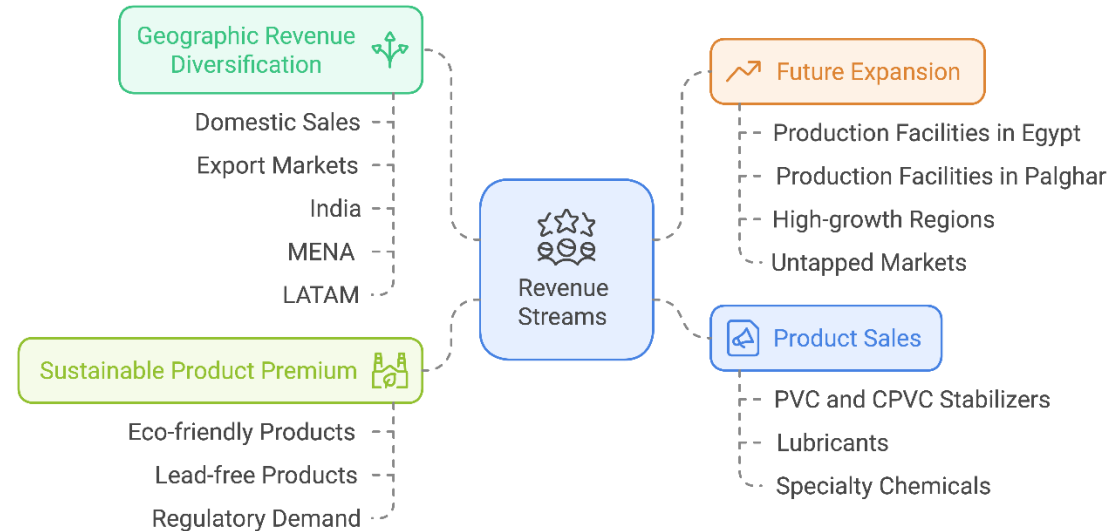 Geographic Revenue
Diversification
Domestic Sales
Export Markets
India
MENA
LATAM
Sustainable Product Premium
Eco-friendly Products
Lead-free Products
Regulatory Demand
Revenue
Streams
Future Expansion
Production Facilities in Egypt
Production Facilities in Palghar
High-growth Regions
Untapped Markets
Product Sales
PVC and CPVC Stabilizers
Lubricants
Specialty Chemicals